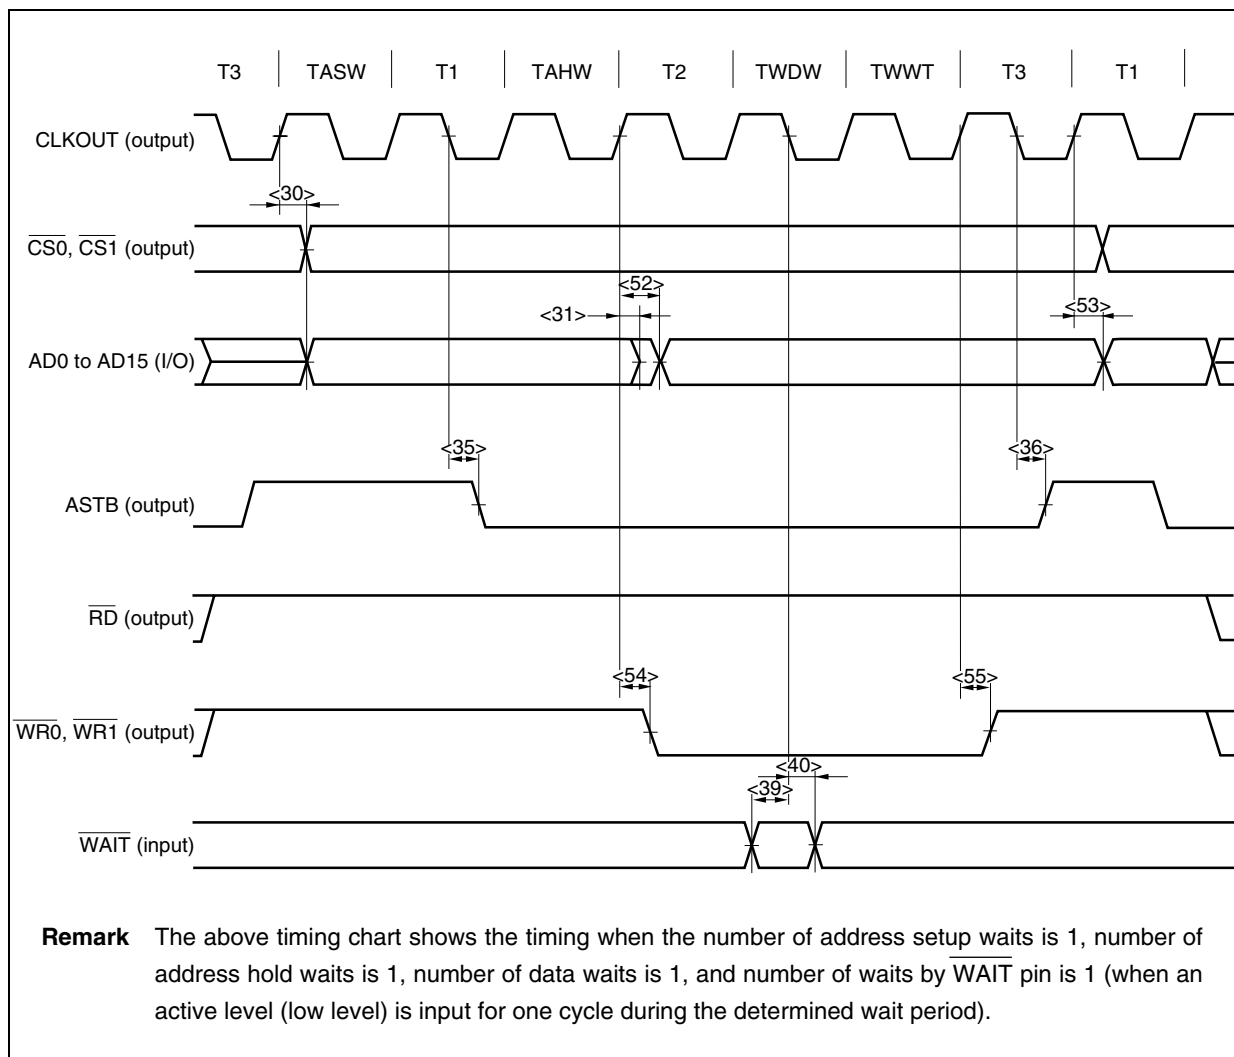 T3 TASW T1 TAHW T2 TWDW TWWT T3 T1
CLKOUT (output)
<30>
CS0, CS1 (output)
<52>
<31>
<53>
AD0 to AD15 (I/O)
<35>
<36>
ASTB (output)
RD (output)
<54>
<55>
WR0, WR1 (output)
<40>
<39>
WAIT (input)
Remark The above timing chart shows the timing when the number of address setup waits is 1, number of
address hold waits is 1, number of data waits is 1, and number of waits by WAIT pin is 1 (when an
active level (low level) is input for one cycle during the determined wait period).